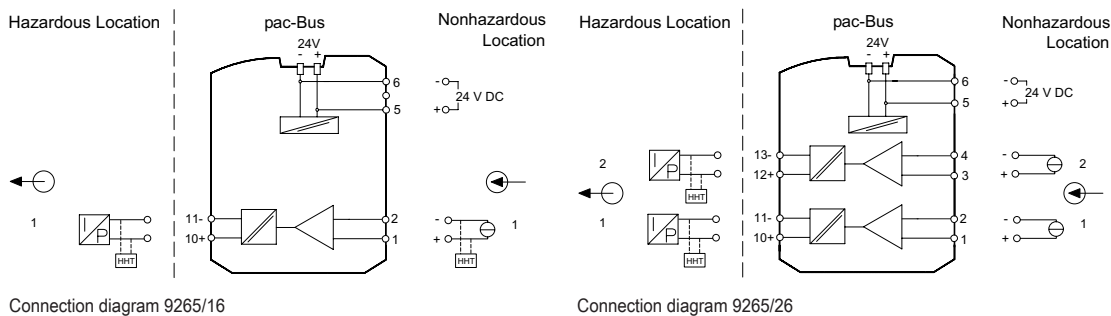 Hazardous Location
pac-Bus
Nonhazardous
Location
24V
- +
6
5
-
+
24 V DC
1
I
P
HHT
11-
10+
2
1
-
+
1
HHT
Connection diagram 9265/16
Hazardous Location
pac-Bus
Nonhazardous
Location
24V
- +
6
5
-
+
24 V DC
2
1
I
P
HHT
I
P
HHT
13-
12+
11-
10+
4
3
2
1
-
+
2
-
+
1
Connection diagram 9265/26